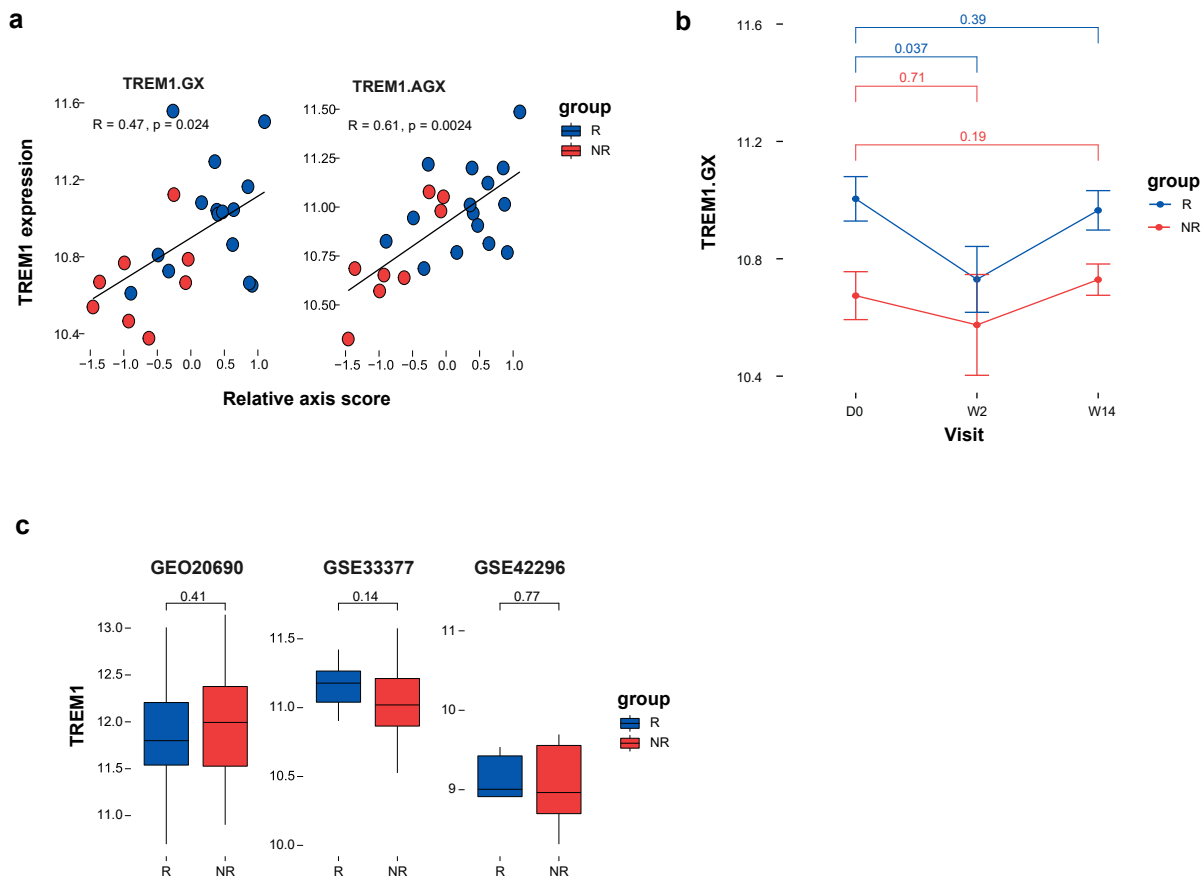 a
TREM1.GX
TREM1.AGX
R = 0.47, p = 0.024
R = 0.61, p = 0.0024
TREM1 expression
11.6
11.2
10.8
10.4
11.50
11.25
11.00
10.75
10.50
−1.5 −1.0 −0.5 0.0 0.5 1.0
−1.5 −1.0 −0.5 0.0 0.5 1.0
Relative axis score
group
R
NR
b
TREM1.GX
11.6
11.2
10.8
10.4
0.39
0.037
0.71
0.19
D0 W2 W14
Visit
group
R
NR
c
GEO20690
GSE33377
GSE42296
0.41
0.14
0.77
TREM1
13.0
12.5
12.0
11.5
11.0
11.5
11.0
10.5
10.0
11
10
9
R NR
R NR
R NR
group
R
NR